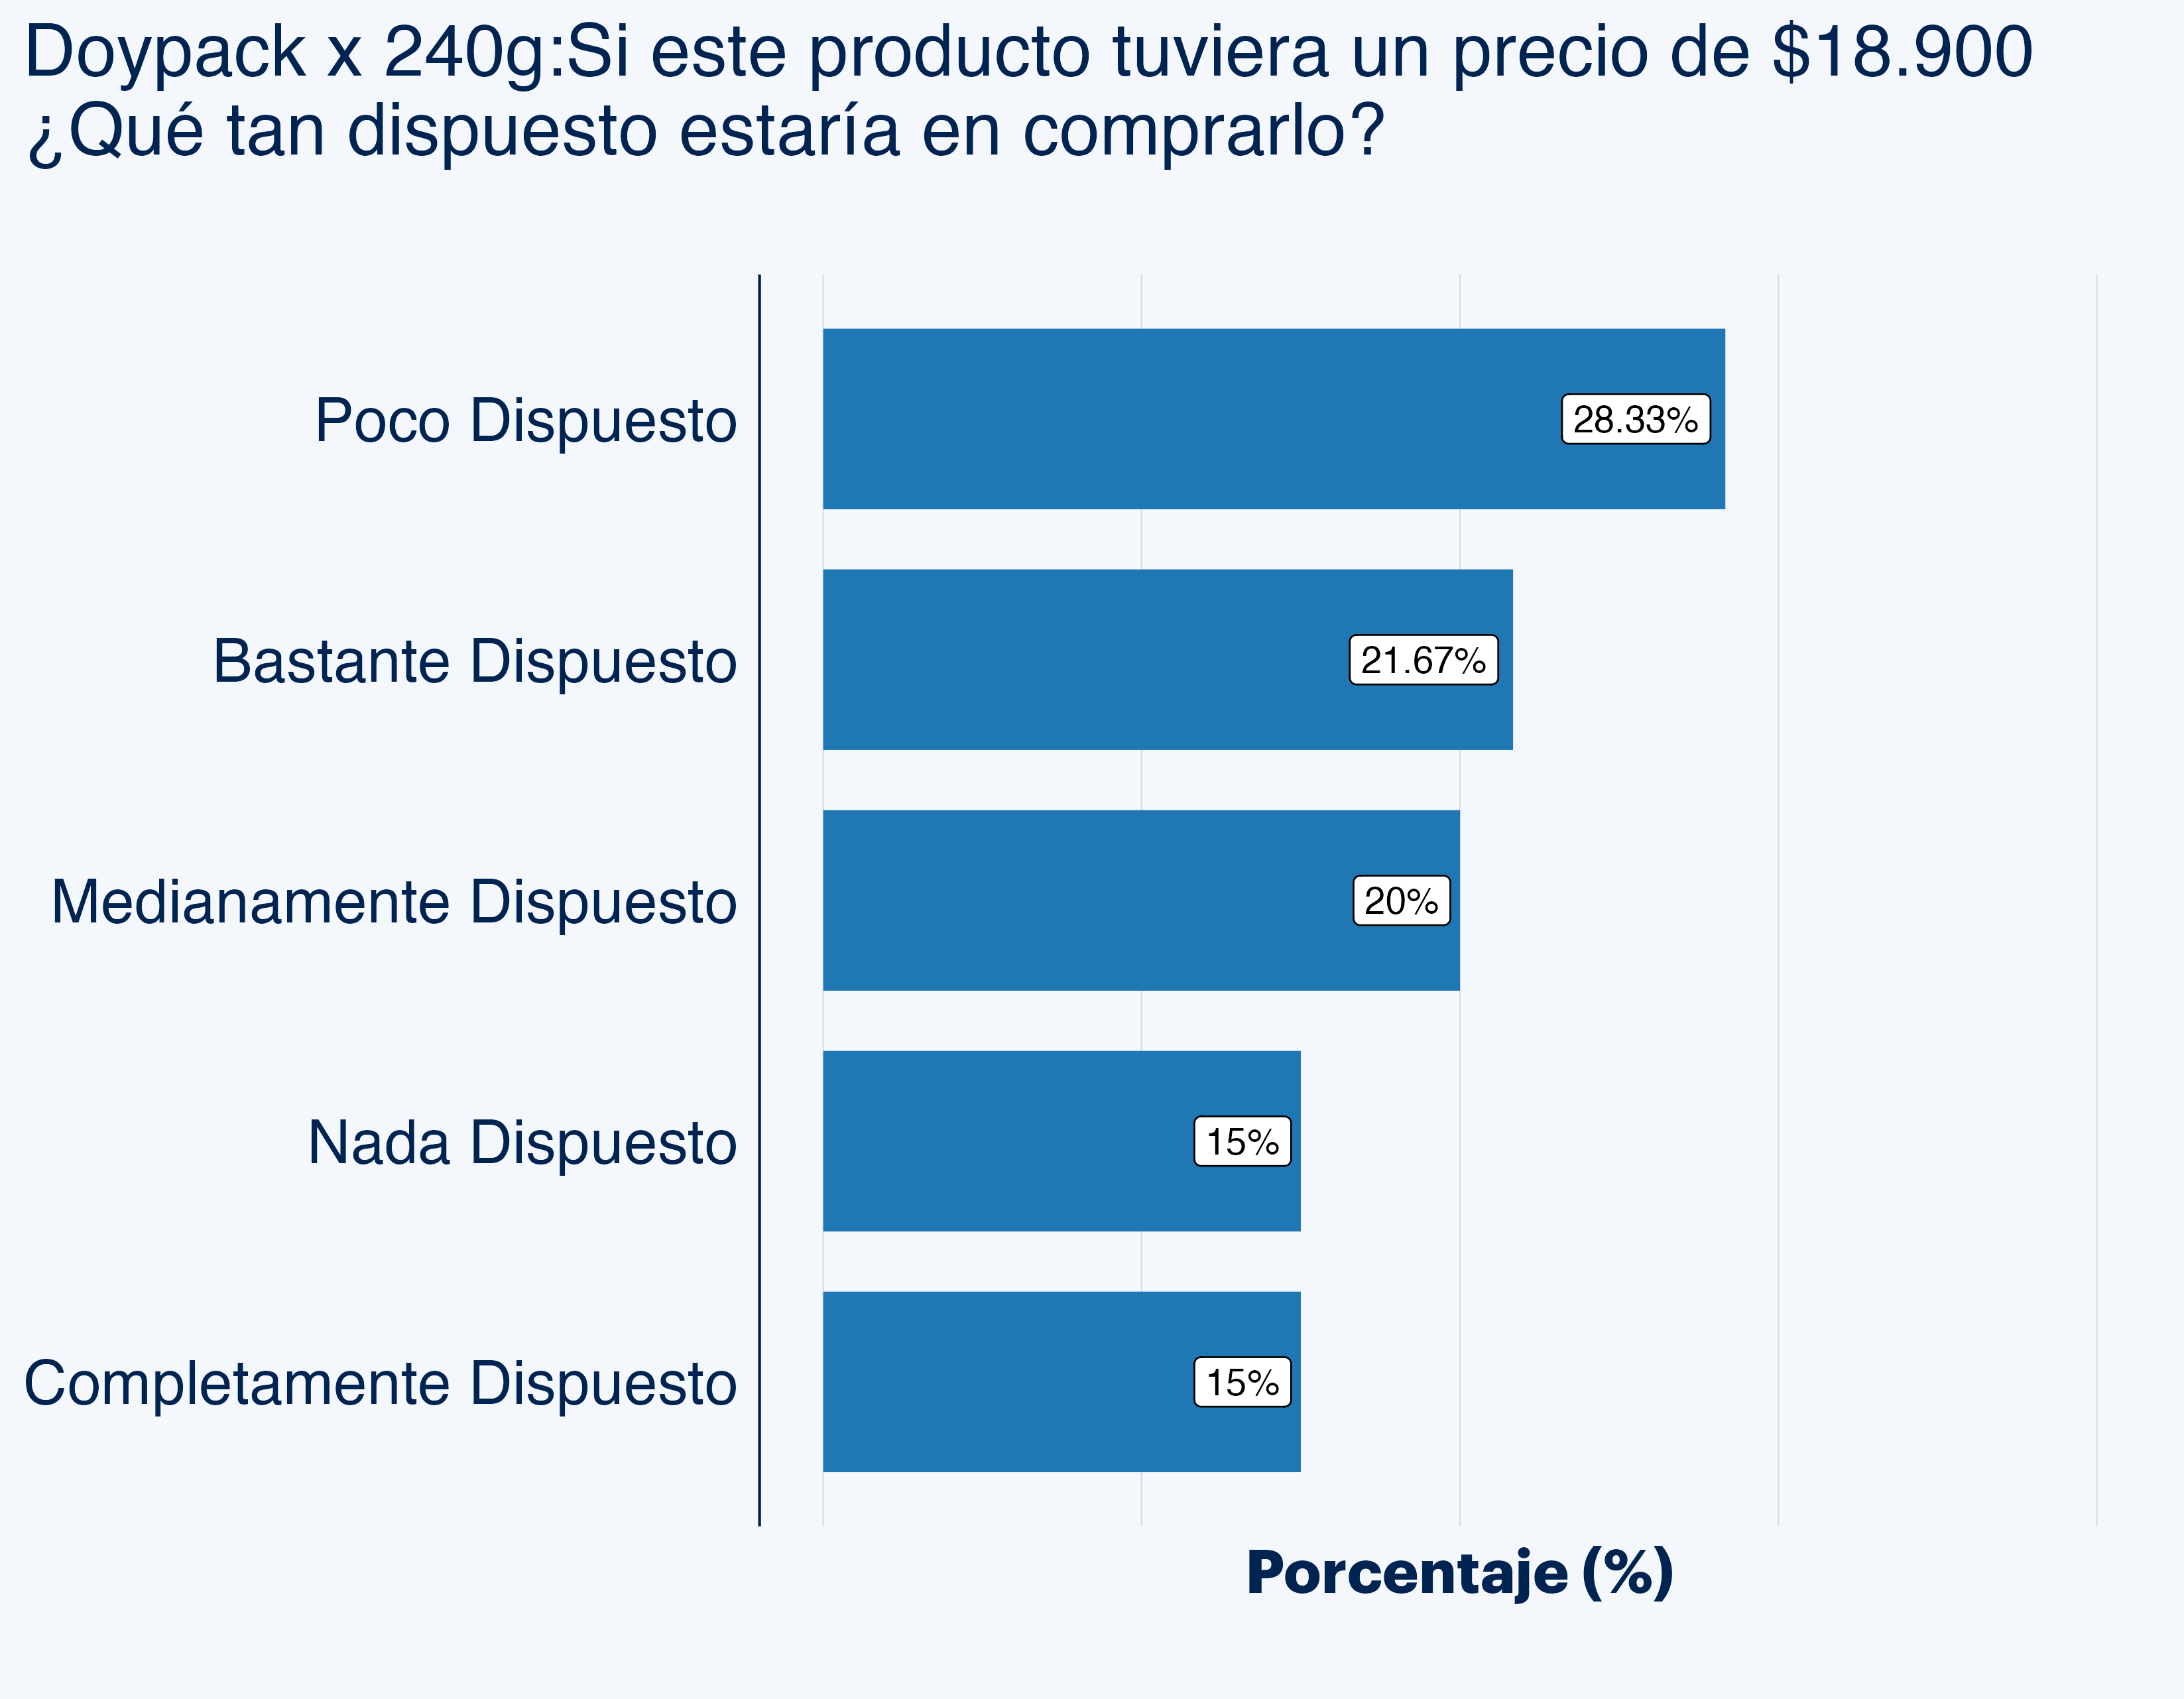 Doypack x 240g:Si este producto tuviera un precio de $18.900
¿Qué tan dispuesto estaría en comprarlo?
Poco Dispuesto
28.33%
Bastante Dispuesto
21.67%
Medianamente Dispuesto
20%
Nada Dispuesto
15%
Completamente Dispuesto
15%
Porcentaje (%)